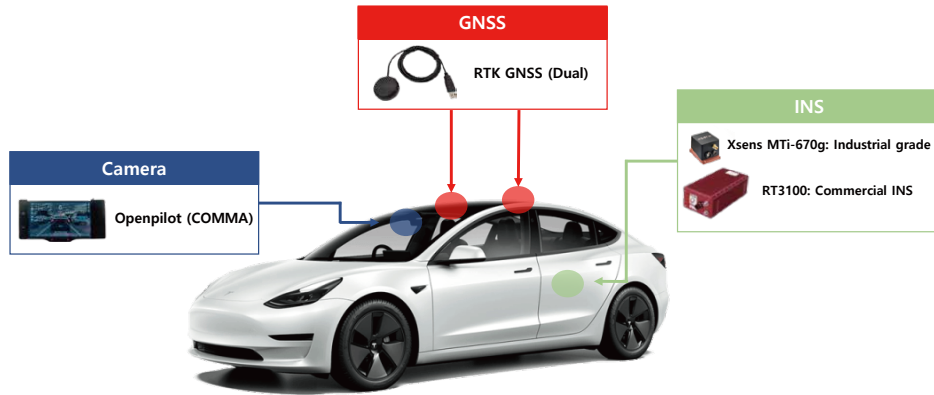 GNSS
RTK GNSS (Dual)
INS
Xsens MTi-670g: Industrial grade
RT3100: Commercial INS
Camera
Openpilot (COMMA)